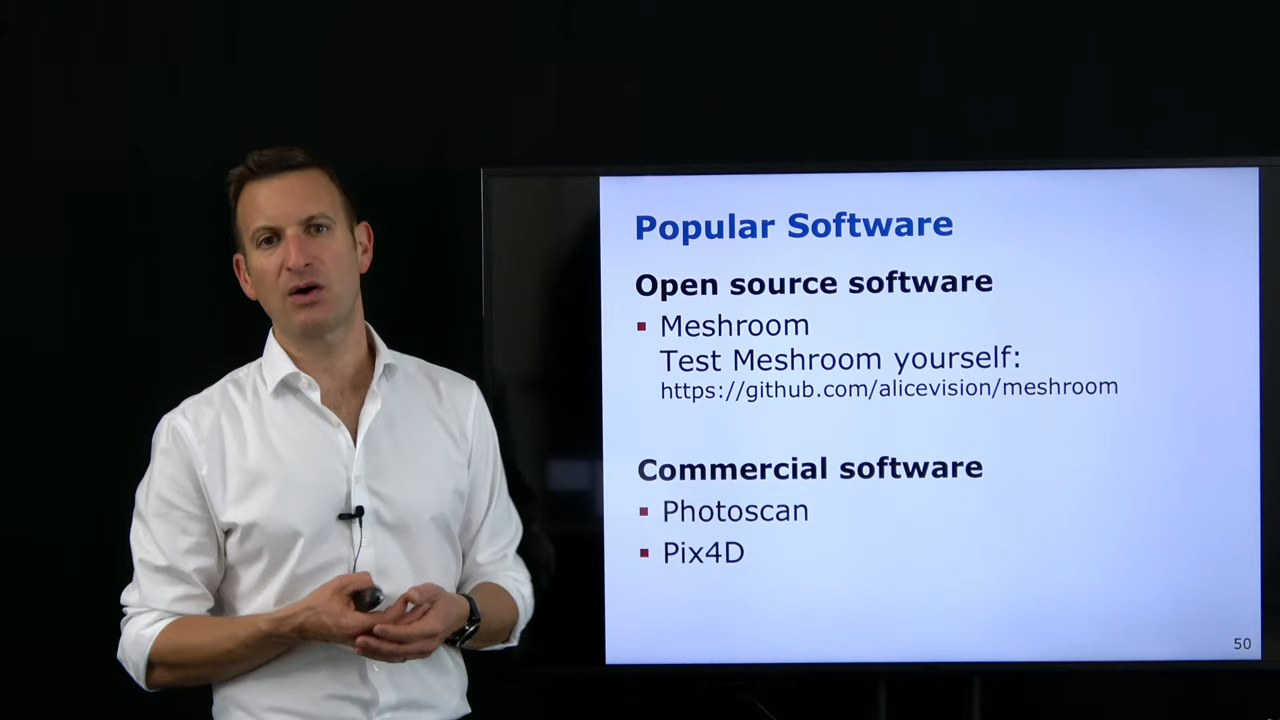 Popular Software
Open source software
Meshroom
Test Meshroom yourself:
https://github.com/alicevision/meshroom
Commercial software
Photoscan
Pix4D
50